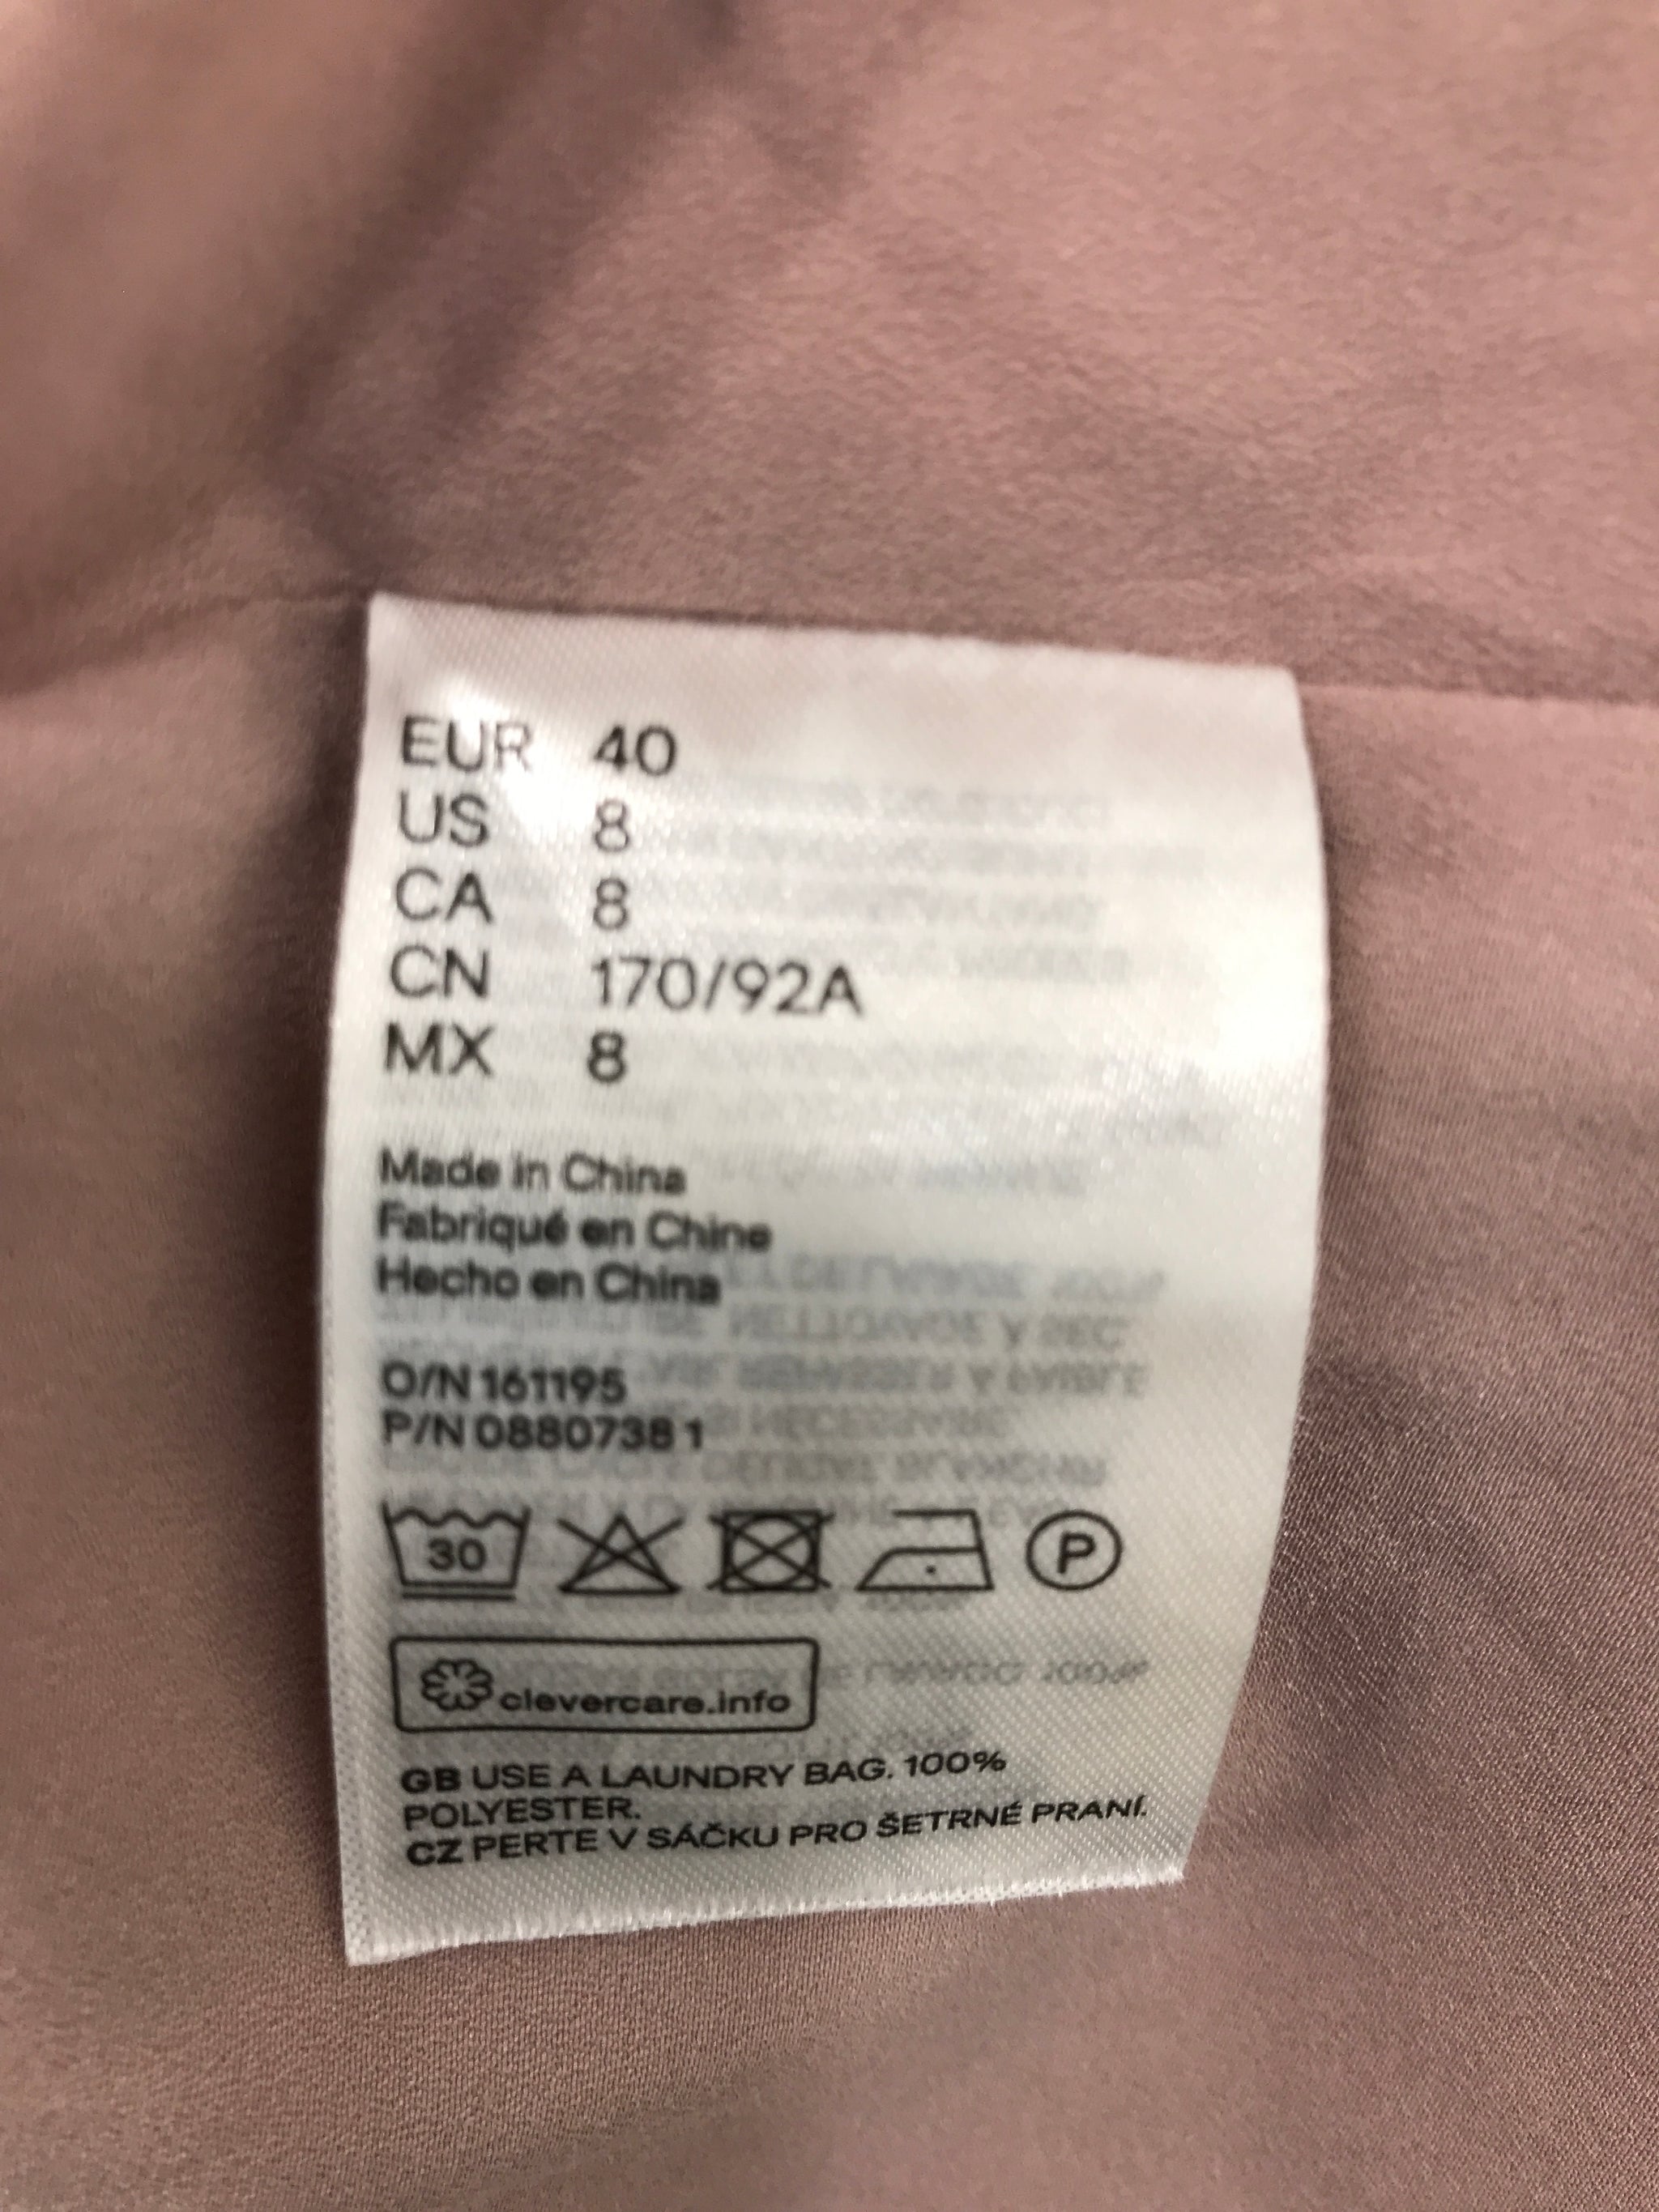 EUR 40
US 8
CA 8
CN 170/92A
MX 8
Made in China
Fabriqué en Chine
Hecho en China
O/N 161195
P/N 0880738 1
30
P
clevercare.info
GB USE A LAUNDRY BAG. 100%
POLYESTER.
CZ PERTE V SÁČKU PRO ŠETRNÉ PRANÍ.